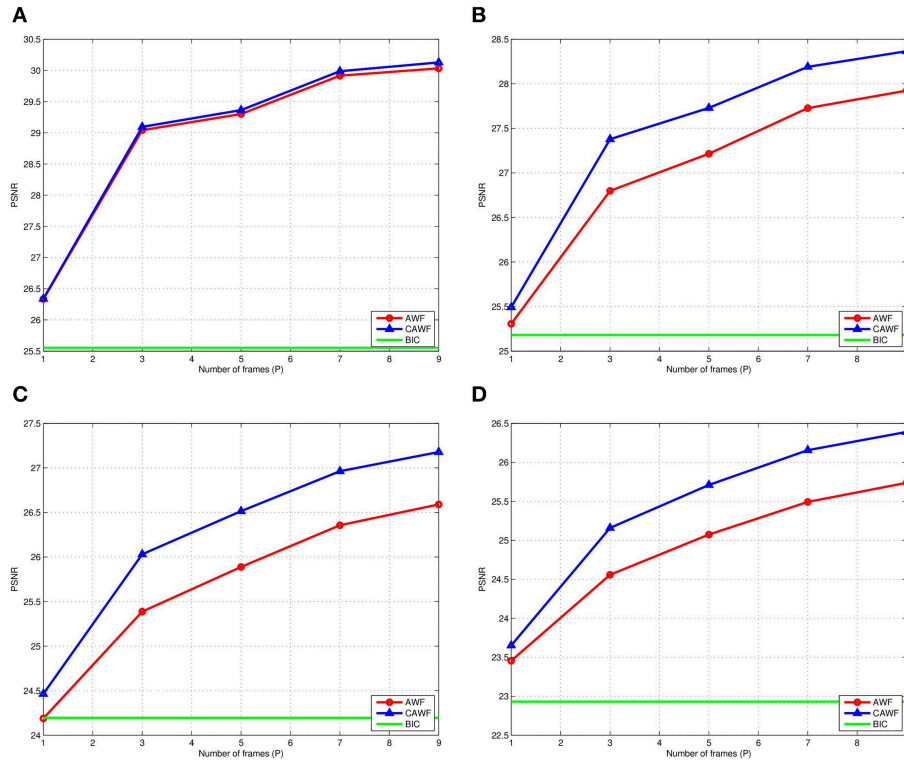 A
PSNR
30.5
30
29.5
29
28.5
28
27.5
27
26.5
26
25.5
1 2 3 4 5 6 7 8 9
Number of frames (P)
AWF
CAWF
BIC
B
PSNR
28.5
28
27.5
27
26.5
26
25.5
25
1 2 3 4 5 6 7 8
Number of frames (P)
AWF
CAWF
BIC
C
PSNR
27.5
27
26.5
26
25.5
25
24.5
24
1 2 3 4 5 6 7 8 9
Number of frames (P)
AWF
CAWF
BIC
D
PSNR
26.5
26
25.5
25
24.5
24
23.5
23
22.5
1 2 3 4 5 6 7 8
Number of frames (P)
AWF
CAWF
BIC